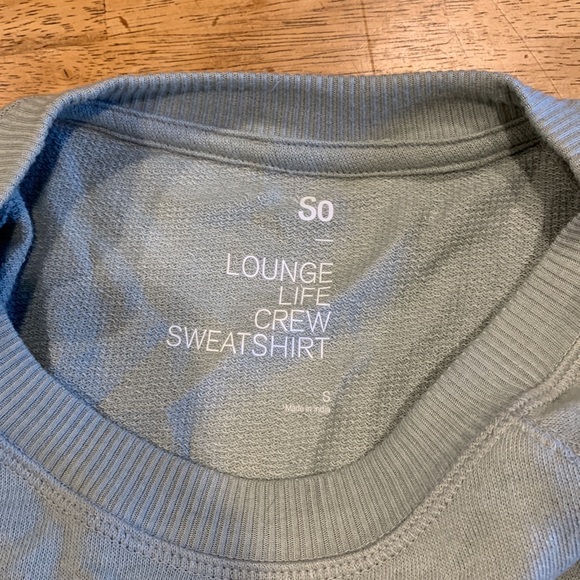 So
LOUNGE
LIFE
CREW
SWEATSHIRT
S
Made in India